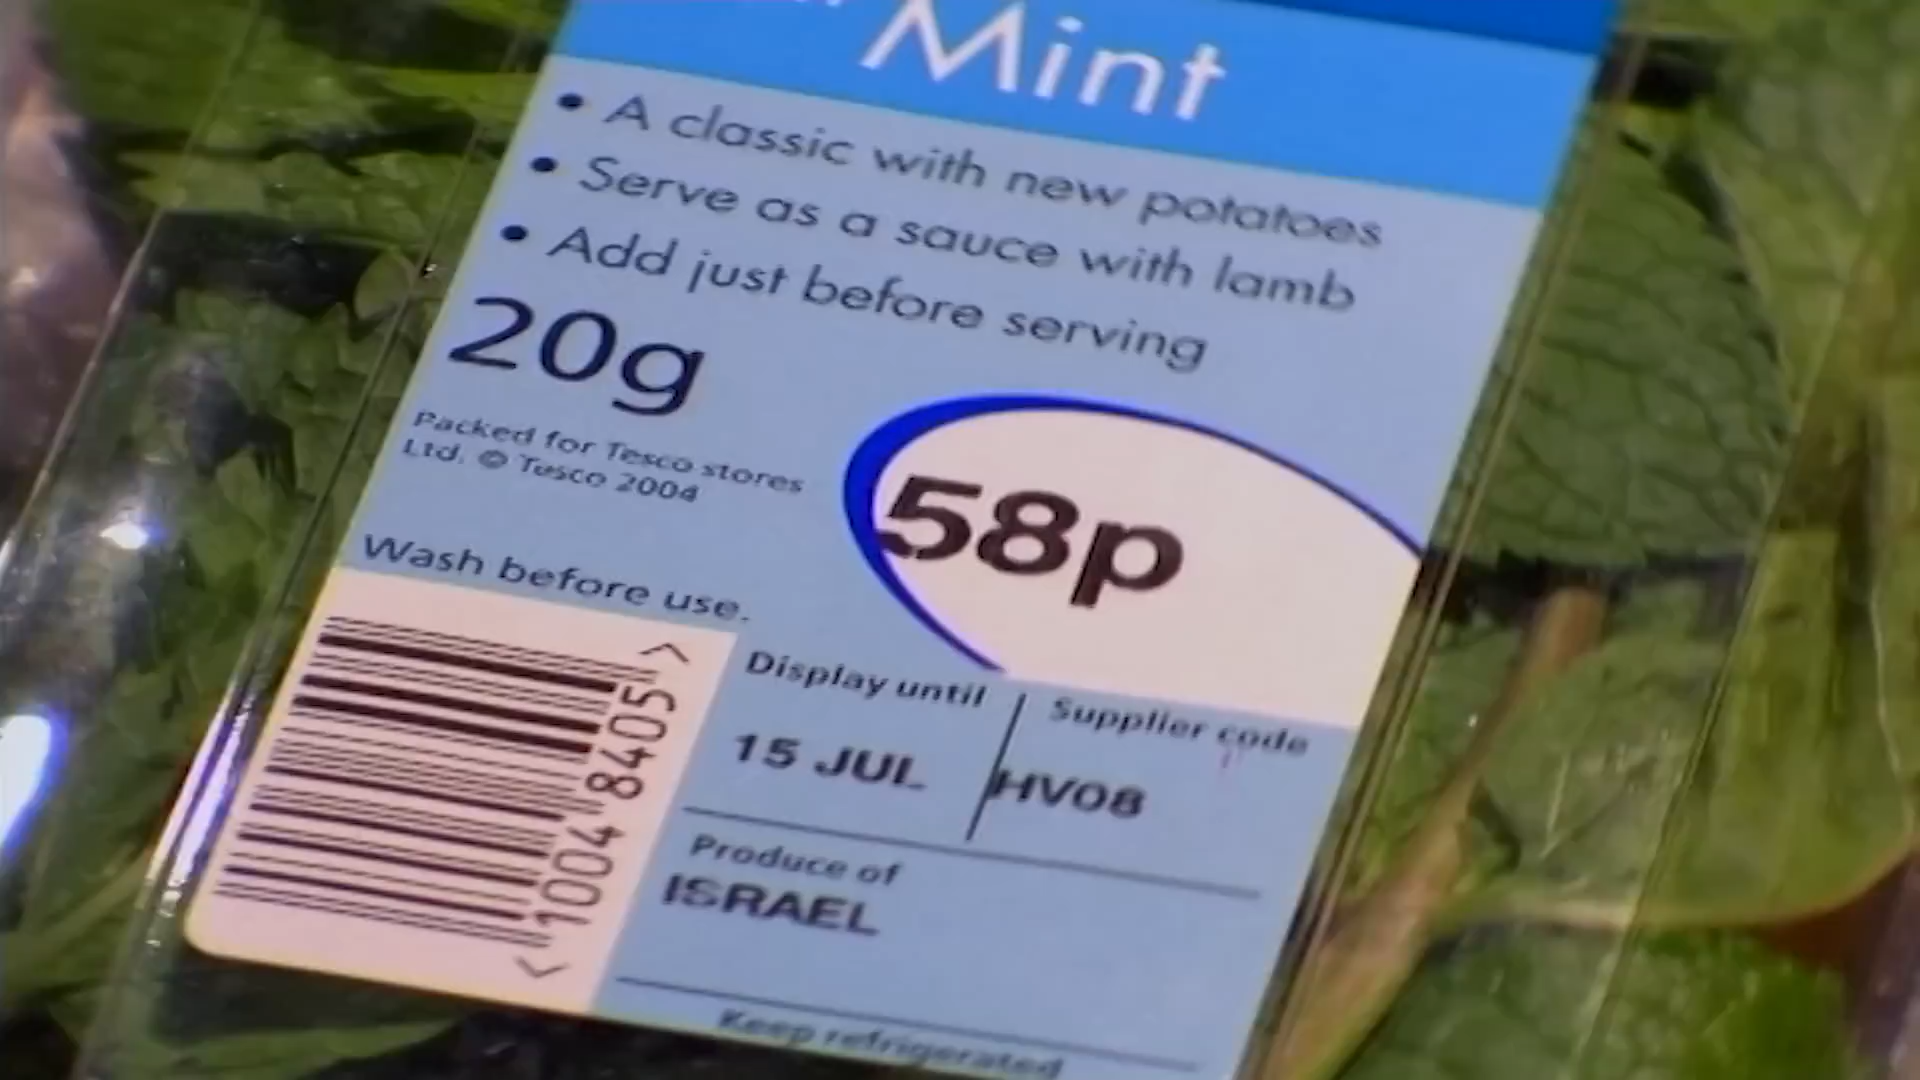 Mint
• A classic with new potatoes
• Serve as a sauce with lamb
• Add just before serving
20g
Packed for Tesco stores
Ltd. © Tesco 2004
58p
Wash before use.
Display until
Supplier code
15 JUL
HV08
Produce of
ISRAEL
<1004 8405>
Keep refrigerated